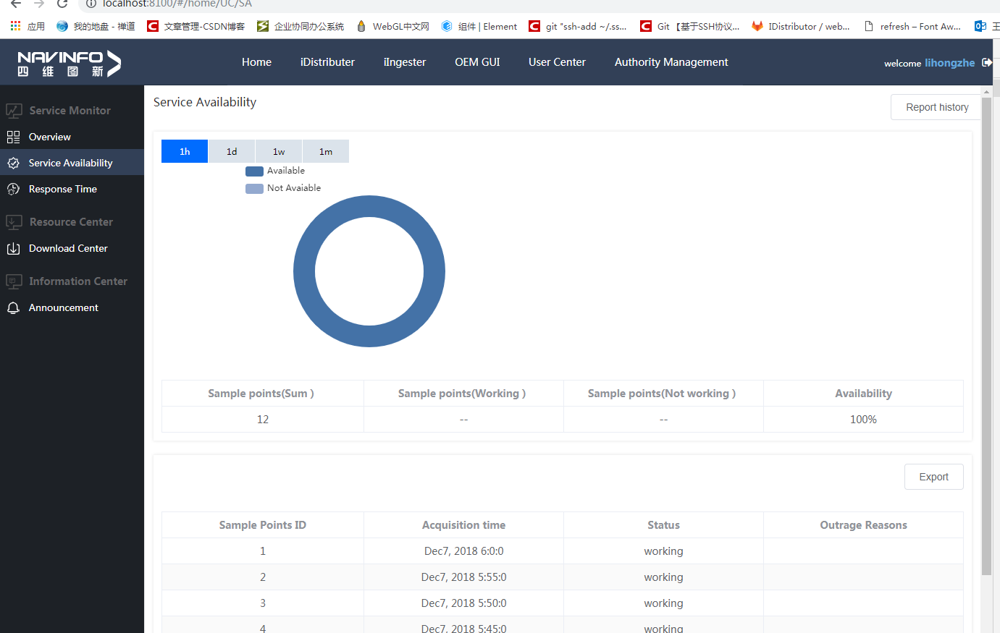 localhost:8100/#/home/UC/SA
应用 我的地盘 - 禅道 文章管理-CSDN博客 企业协同办公系统 WebGL中文网 组件 | Element git "ssh-add ~/.ss... Git 【基于SSH协议... IDistributor / web... refresh – Font Aw... 王
NAVINFO
四维图新
Home iDistributer iIngester OEM GUI User Center Authority Management
welcome lihongzhe
Service Monitor
Overview
Service Availability
Response Time
Resource Center
Download Center
Information Center
Announcement
Service Availability
Report history
1h 1d 1w 1m
Available
Not Avaiable
Sample points(Sum ) Sample points(Working ) Sample points(Not working ) Availability
12 -- -- 100%
Export
Sample Points ID Acquisition time Status Outrage Reasons
1 Dec7, 2018 6:0:0 working
2 Dec7, 2018 5:55:0 working
3 Dec7, 2018 5:50:0 working
4 Dec7, 2018 5:45:0 working